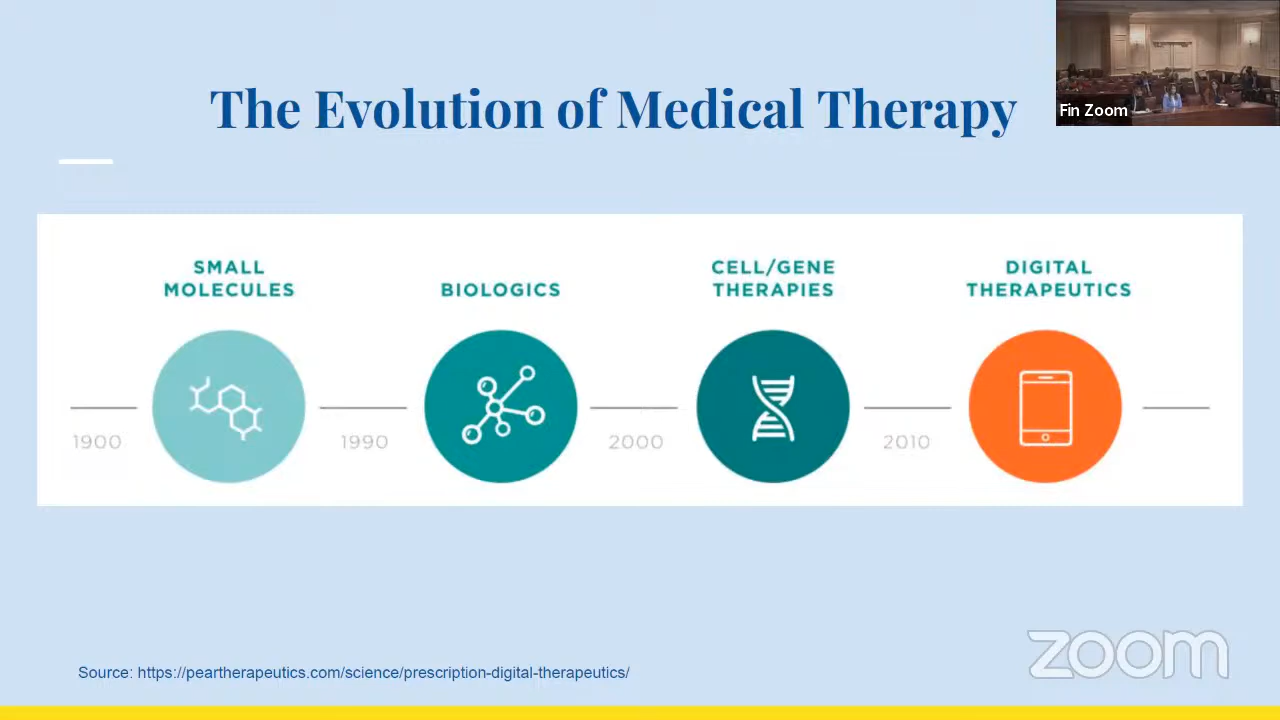 The Evolution of Medical Therapy
Fin Zoom
SMALL
MOLECULES
BIOLOGICS
CELL/GENE
THERAPIES
DIGITAL
THERAPEUTICS
1900
1990
2000
2010
Source: https://peartherapeutics.com/science/prescription-digital-therapeutics/
zoom